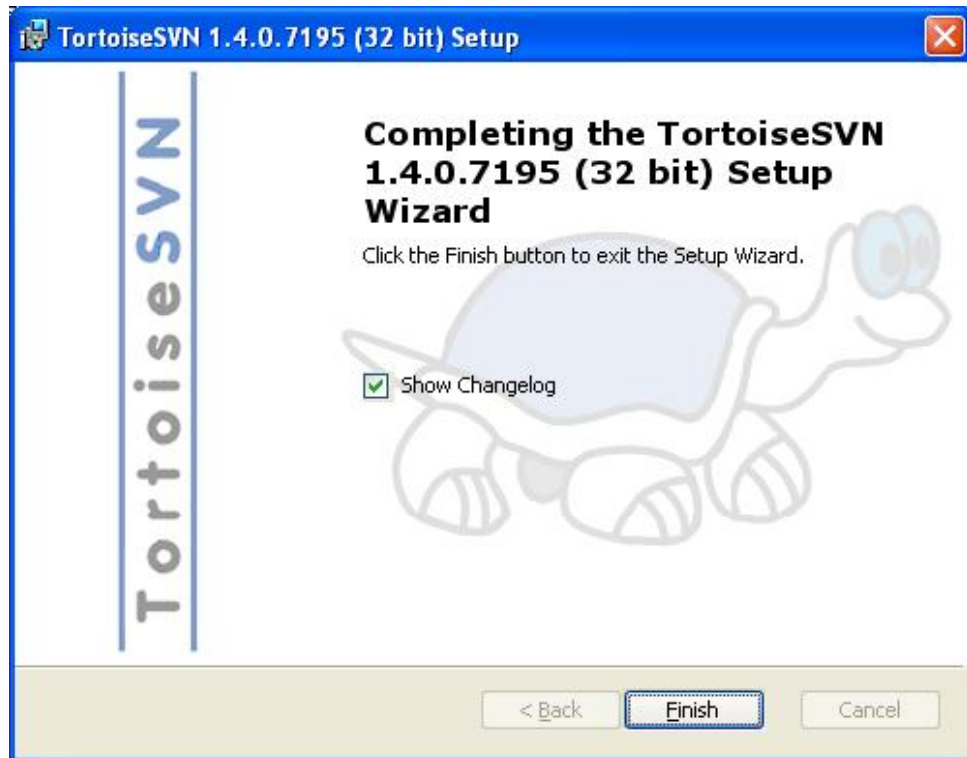 TortoiseSVN 1.4.0.7195 (32 bit) Setup
TortoiseSVN
Completing the TortoiseSVN
1.4.0.7195 (32 bit) Setup
Wizard
Click the Finish button to exit the Setup Wizard.
Show Changelog
< Back
Finish
Cancel